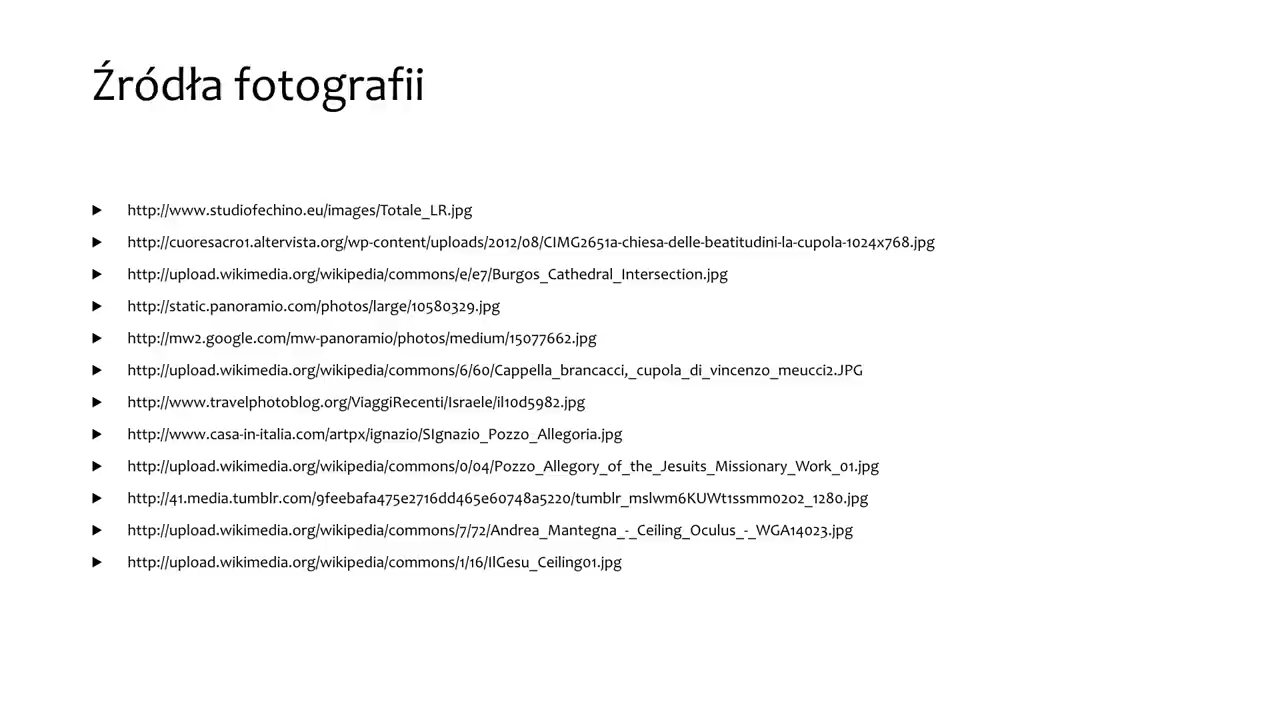 Źródła fotografii
http://www.studiofechino.eu/images/Totale_LR.jpg
http://cuoresacro1.altervista.org/wp-content/uploads/2012/08/CIMG2651a-chiesa-delle-beatitudini-la-cupola-1024x768.jpg
http://upload.wikimedia.org/wikipedia/commons/e/e7/Burgos_Cathedral_Intersection.jpg
http://static.panoramio.com/photos/large/10580329.jpg
http://mw2.google.com/mw-panoramio/photos/medium/15077662.jpg
http://upload.wikimedia.org/wikipedia/commons/6/60/Cappella_brancacci,_cupola_di_vincenzo_meucci2.JPG
http://www.travelphotoblog.org/ViaggiRecenti/Israele/il10d5982.jpg
http://www.casa-in-italia.com/artpx/ignazio/SIgnazio_Pozzo_Allegoria.jpg
http://upload.wikimedia.org/wikipedia/commons/0/04/Pozzo_Allegory_of_the_Jesuits_Missionary_Work_01.jpg
http://41.media.tumblr.com/9feebafa475e2716dd465e60748a5220/tumblr_mslwm6KUWt1ssmm0202_1280.jpg
http://upload.wikimedia.org/wikipedia/commons/7/72/Andrea_Mantegna_-_Ceiling_Oculus_-_WGA14023.jpg
http://upload.wikimedia.org/wikipedia/commons/1/16/IlGesu_Ceiling01.jpg